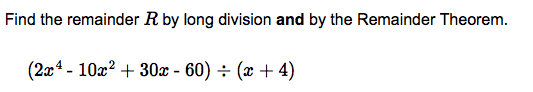 Find the remainder R by long division and by the Remainder Theorem.
(2x⁴ - 10x² + 30x - 60) ÷ (x + 4)